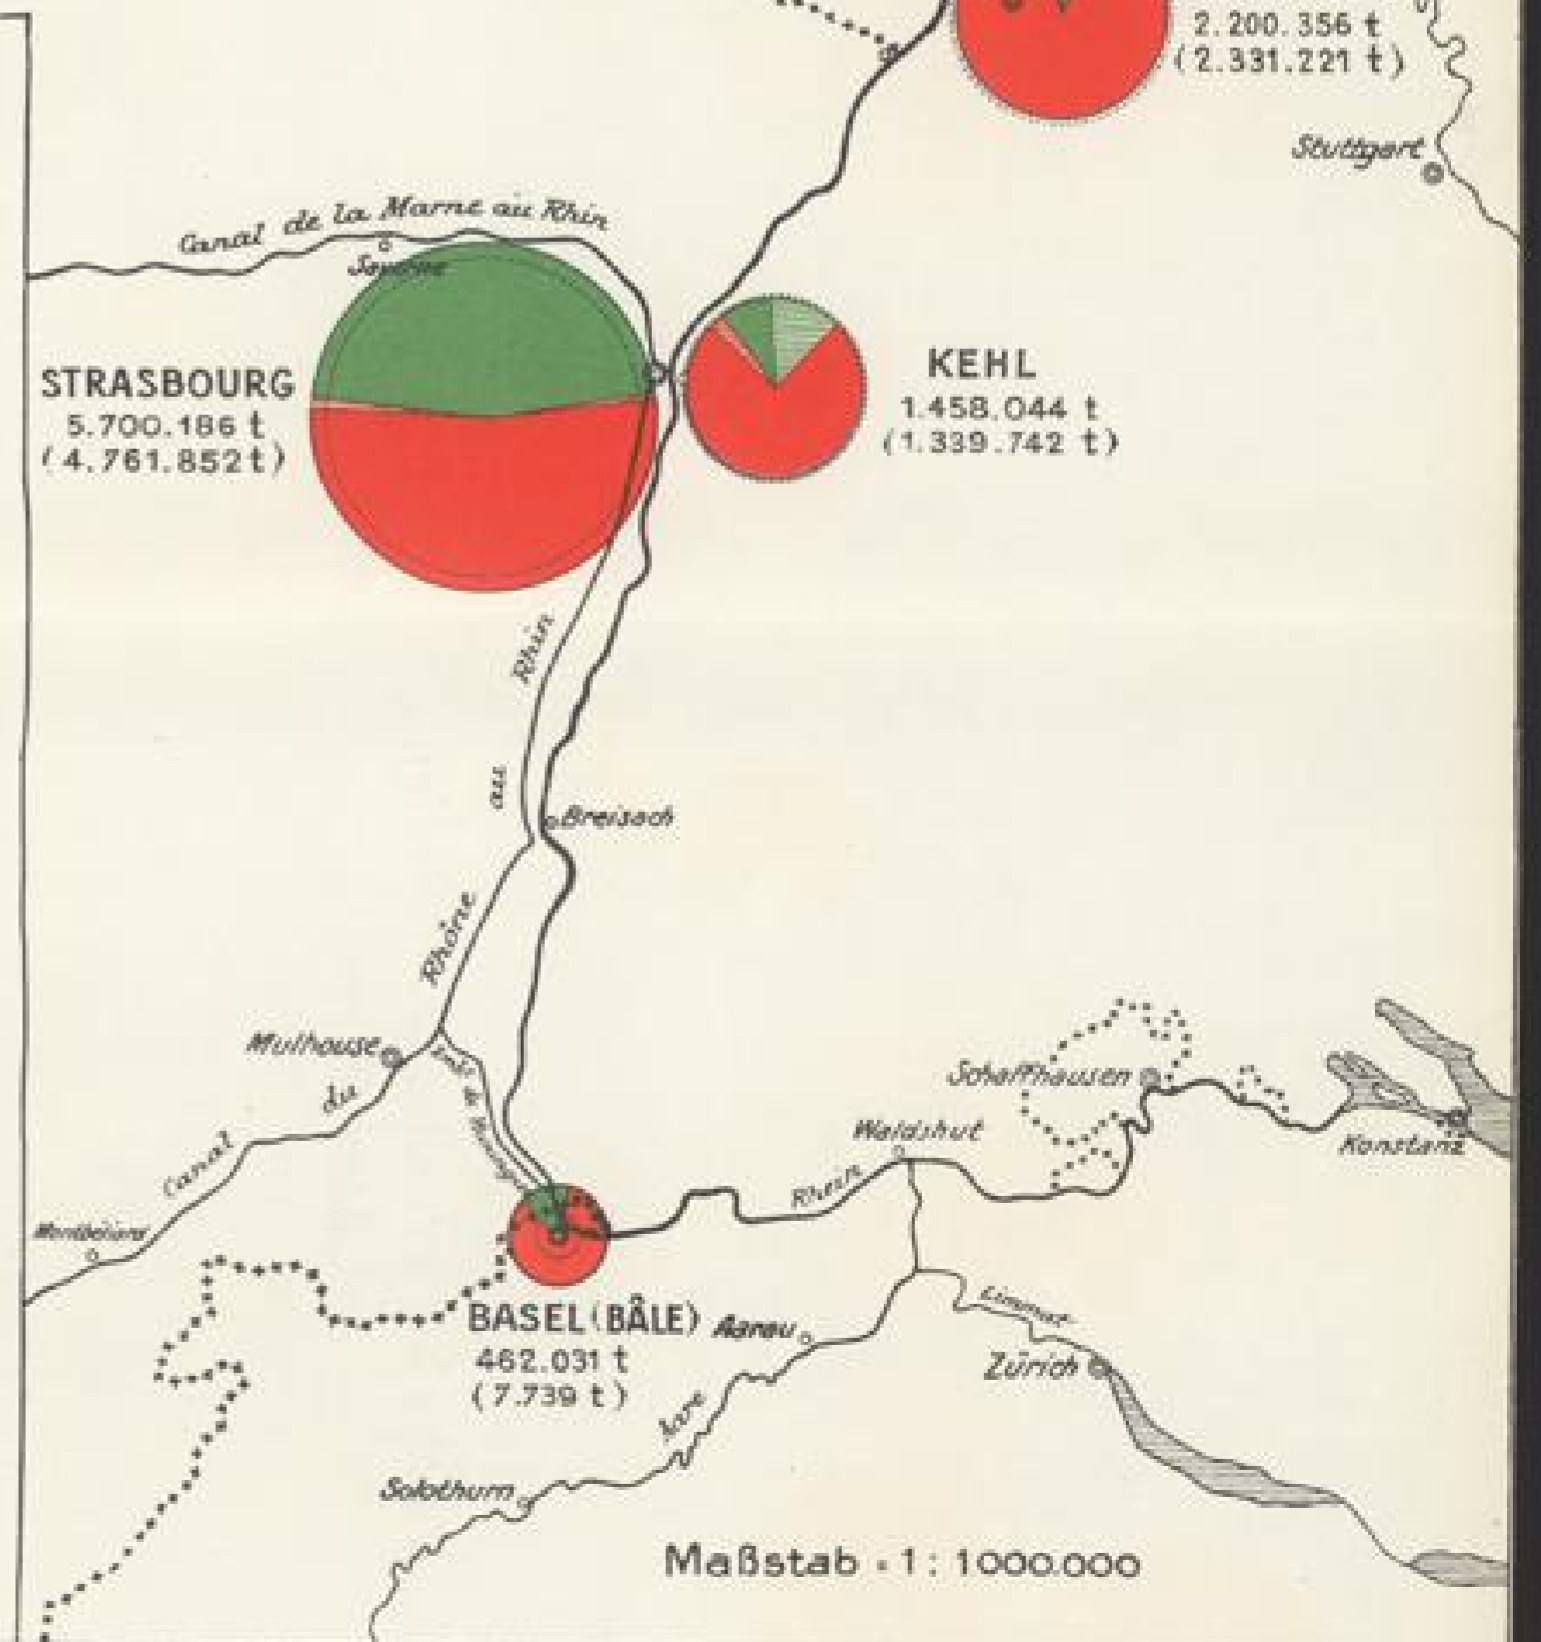 2.200.356 t
(2.331.221 t)
Stuttgart
Canal de la Marne au Rhin
Saverne
STRASBOURG
5.700.186 t
(4.761.852 t)
KEHL
1.458.044 t
(1.339.742 t)
Rhin
au
Breisach
Rhône
Mulhouse
du
Canal
Montbéliard
Schaffhausen
Waldshut
Konstanz
Rhein
BASEL (BÂLE)
462.031 t
(7.739 t)
Aarau
Limmat
Zürich
Aare
Solothurn
Maßstab · 1 : 1000.000